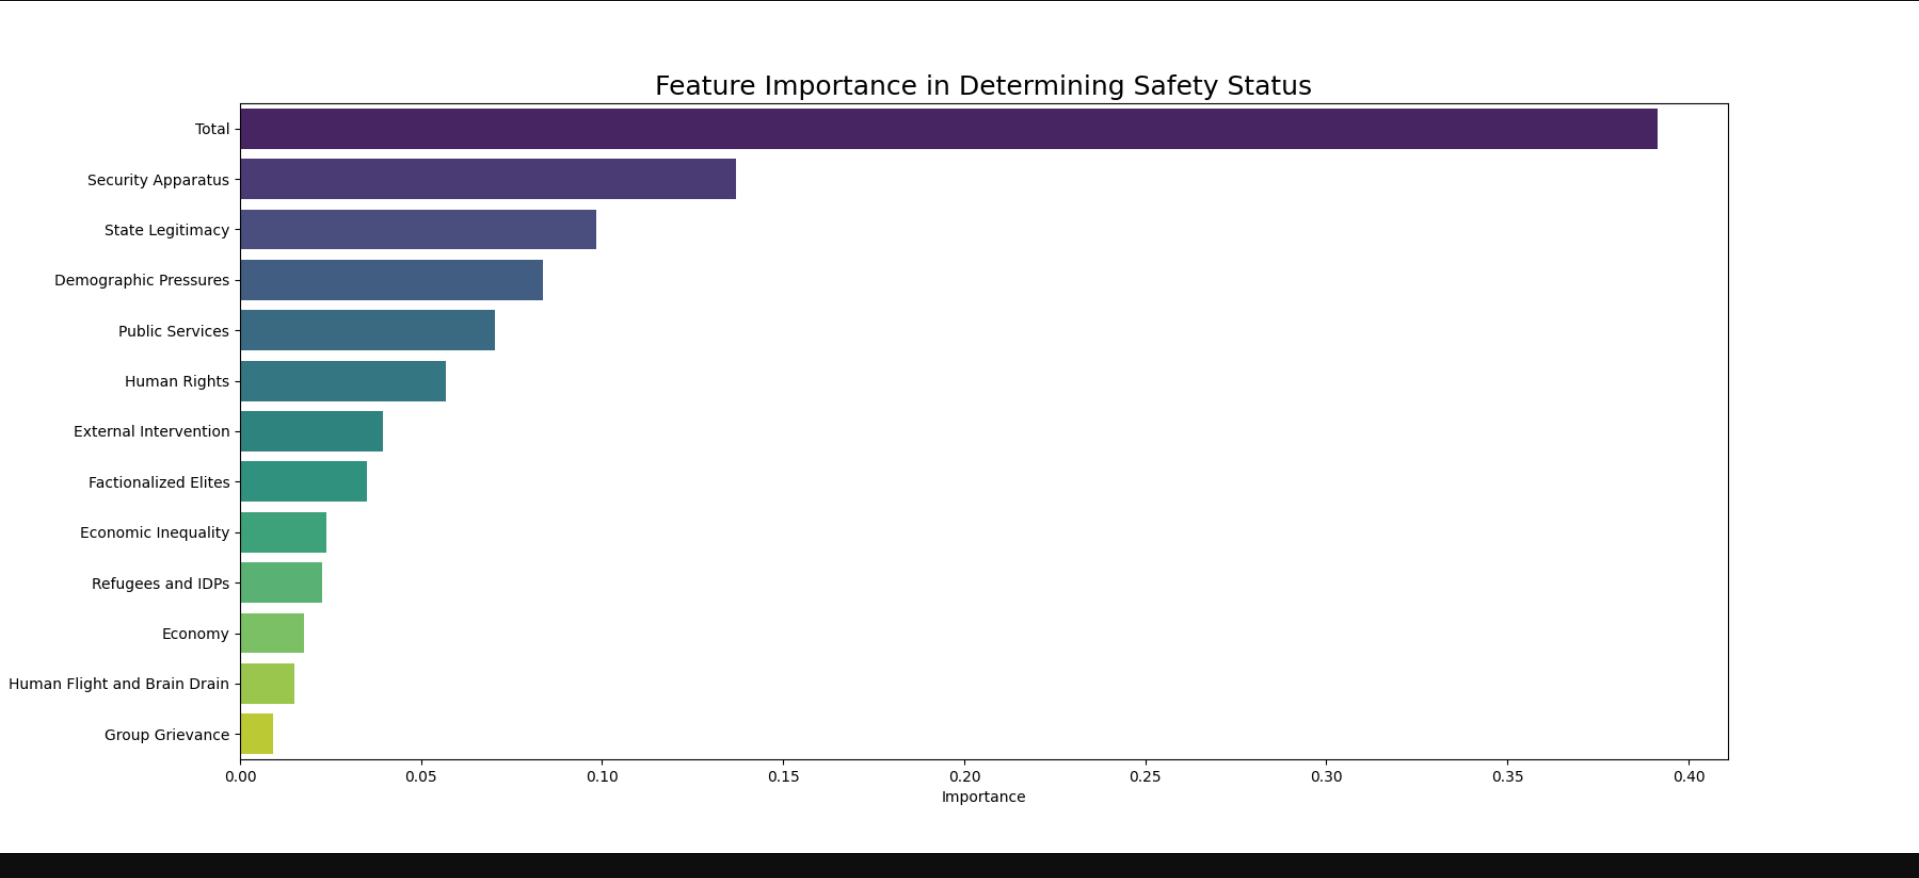 Feature Importance in Determining Safety Status
Total
Security Apparatus
State Legitimacy
Demographic Pressures
Public Services
Human Rights
External Intervention
Factionalized Elites
Economic Inequality
Refugees and IDPs
Economy
Human Flight and Brain Drain
Group Grievance
0.00 0.05 0.10 0.15 0.20 0.25 0.30 0.35 0.40
Importance